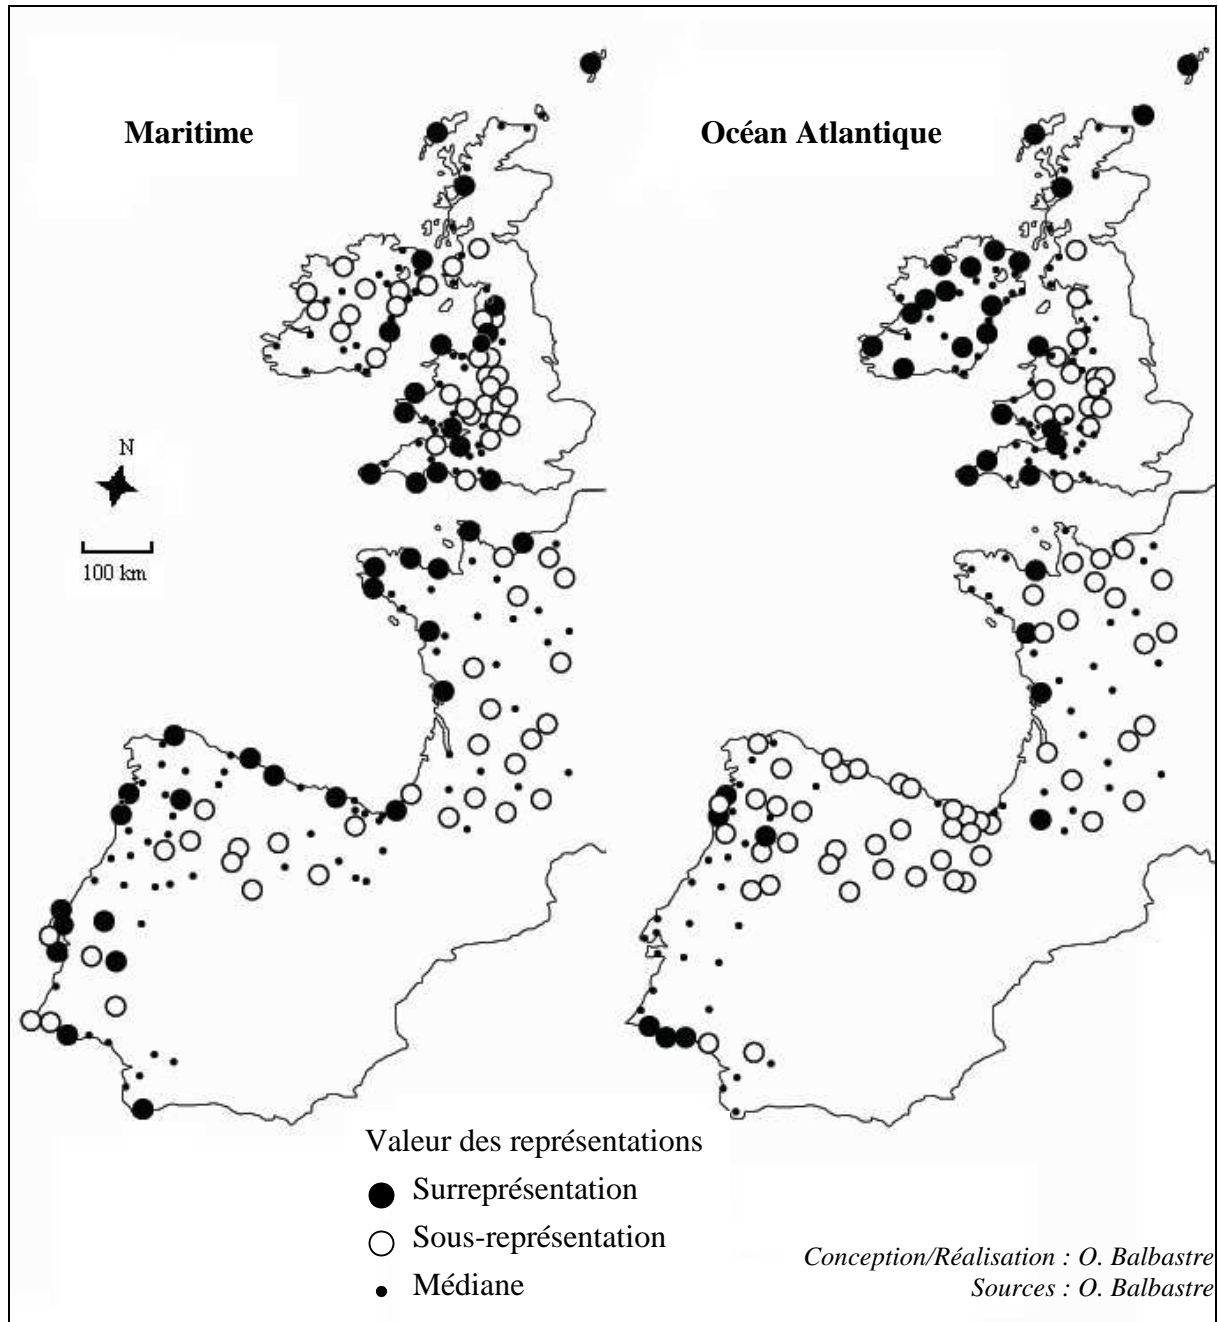 Maritime
Océan Atlantique
N
100 km
Valeur des représentations
Surreprésentation
Sous-représentation
Médiane
Conception/Réalisation : O. Balbastre
Sources : O. Balbastre